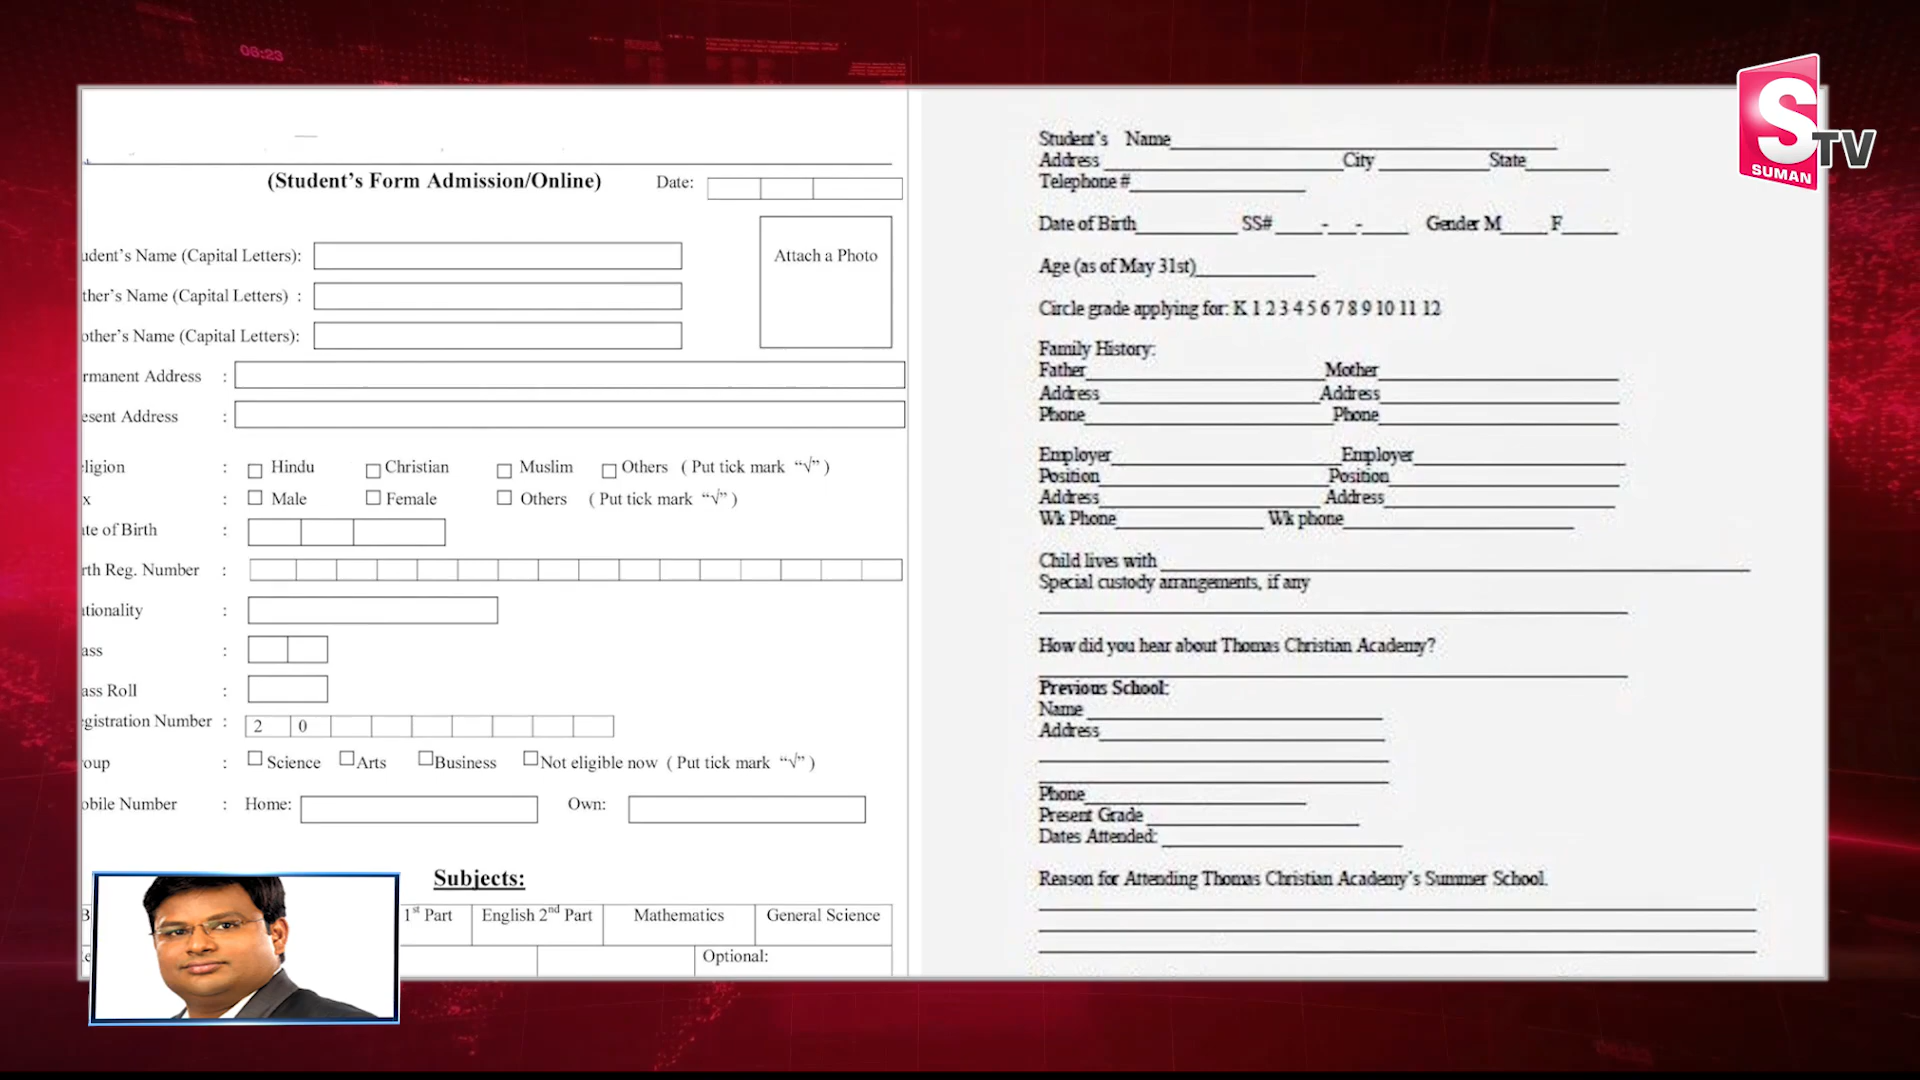 08:23
S
TV
SUMAN
(Student's Form Admission/Online) Date:
Attach a Photo
udent's Name (Capital Letters):
ther's Name (Capital Letters) :
other's Name (Capital Letters):
rmanent Address :
esent Address :
ligion : Hindu Christian Muslim Others ( Put tick mark “√” )
x : Male Female Others ( Put tick mark “√” )
te of Birth :
rth Reg. Number :
tionality :
ass :
ass Roll :
gistration Number : 2 0
oup : Science Arts Business Not eligible now ( Put tick mark “√” )
obile Number : Home: Own:
Subjects:
B 1st Part English 2nd Part Mathematics General Science
Optional:
Student's Name
Address City State
Telephone #
Date of Birth SS# - - Gender M F
Age (as of May 31st)
Circle grade applying for: K 1 2 3 4 5 6 7 8 9 10 11 12
Family History:
Father Mother
Address Address
Phone Phone
Employer Employer
Position Position
Address Address
Wk Phone Wk phone
Child lives with
Special custody arrangements, if any
How did you hear about Thomas Christian Academy?
Previous School:
Name
Address
Phone
Present Grade
Dates Attended:
Reason for Attending Thomas Christian Academy's Summer School.